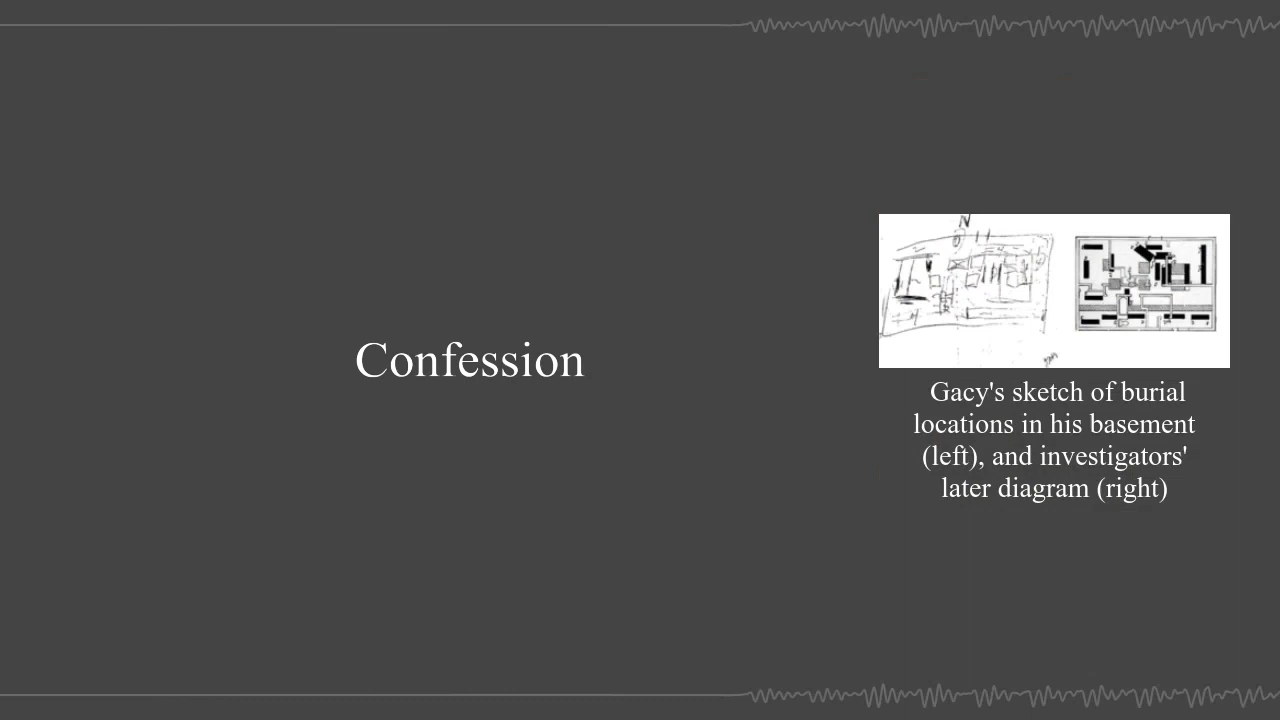 N
Confession
Gacy's sketch of burial
locations in his basement
(left), and investigators'
later diagram (right)